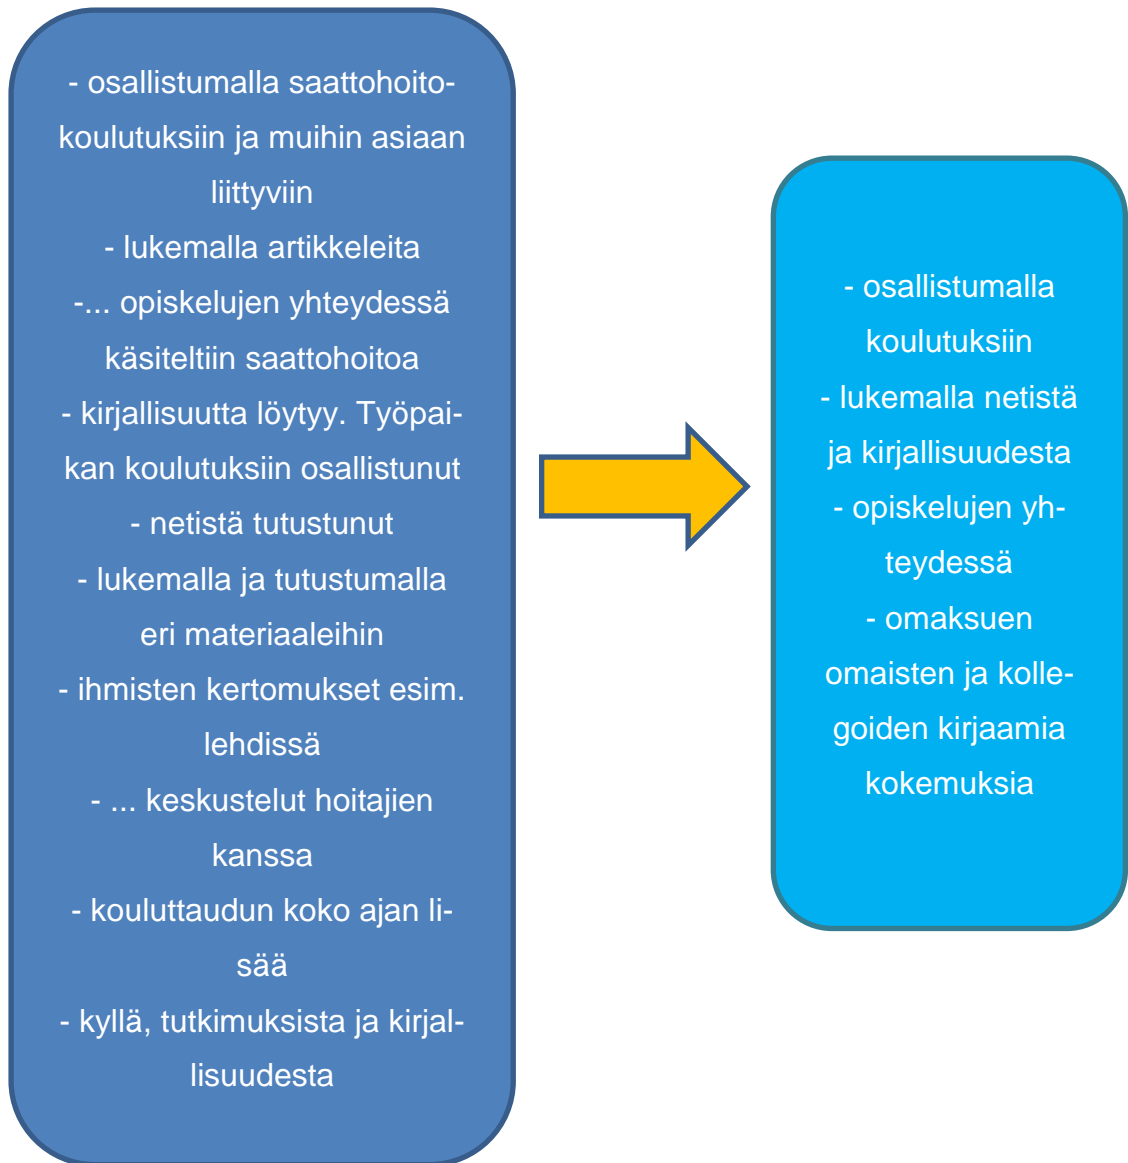 - osallistumalla saattohoito-
koulutuksiin ja muihin asiaan
liittyviin
- lukemalla artikkeleita
-... opiskelujen yhteydessä
käsiteltiin saattohoitoa
- kirjallisuutta löytyy. Työpai-
kan koulutuksiin osallistunut
- netistä tutustunut
- lukemalla ja tutustumalla
eri materiaaleihin
- ihmisten kertomukset esim.
lehdissä
- ... keskustelut hoitajien
kanssa
- kouluttaudun koko ajan li-
sää
- kyllä, tutkimuksista ja kirjal-
lisuudesta
- osallistumalla
koulutuksiin
- lukemalla netistä
ja kirjallisuudesta
- opiskelujen yh-
teydessä
- omaksuen
omaisten ja kolle-
goiden kirjaamia
kokemuksia